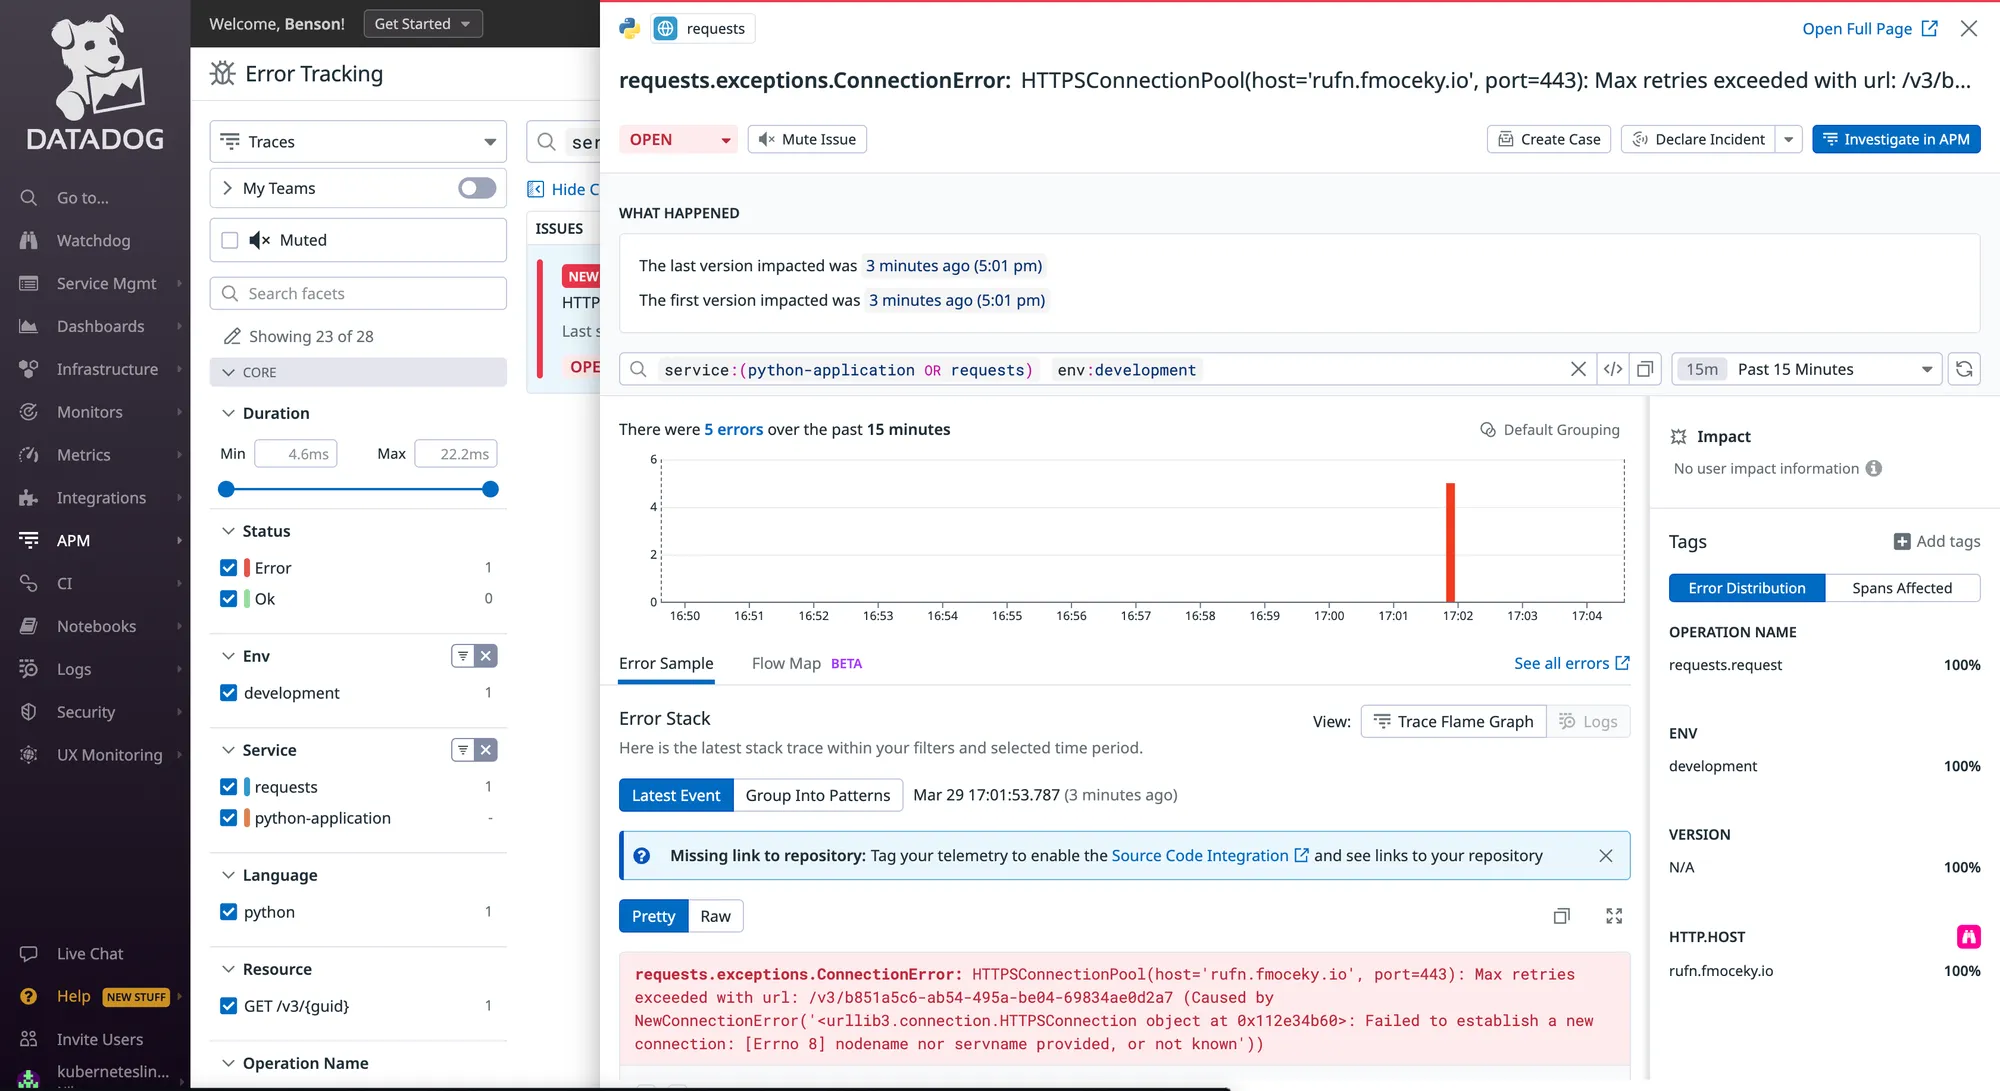 DATADOG
Go to...
Watchdog
Service Mgmt
Dashboards
Infrastructure
Monitors
Metrics
Integrations
APM
CI
Notebooks
Logs
Security
UX Monitoring
Live Chat
Help NEW STUFF
Invite Users
kuberneteslin...
Welcome, Benson!
Get Started
Error Tracking
Traces
My Teams
Muted
Search facets
Showing 23 of 28
CORE
Duration
Min 4.6ms Max 22.2ms
Status
Error 1
Ok 0
Env
development 1
Service
requests 1
python-application -
Language
python 1
Resource
GET /v3/{guid} 1
Operation Name
ser
Hide C
ISSUES
NEW
HTTP
Last s
OPE
requests
Open Full Page
requests.exceptions.ConnectionError: HTTPSConnectionPool(host='rufn.fmoceky.io', port=443): Max retries exceeded with url: /v3/b...
OPEN
Mute Issue
Create Case
Declare Incident
Investigate in APM
WHAT HAPPENED
The last version impacted was 3 minutes ago (5:01 pm)
The first version impacted was 3 minutes ago (5:01 pm)
service:(python-application OR requests) env:development
</>
15m Past 15 Minutes
There were 5 errors over the past 15 minutes
Default Grouping
6
4
2
0
16:50 16:51 16:52 16:53 16:54 16:55 16:56 16:57 16:58 16:59 17:00 17:01 17:02 17:03 17:04
Error Sample
Flow Map BETA
See all errors
Error Stack
Here is the latest stack trace within your filters and selected time period.
View: Trace Flame Graph Logs
Latest Event Group Into Patterns Mar 29 17:01:53.787 (3 minutes ago)
Missing link to repository: Tag your telemetry to enable the Source Code Integration and see links to your repository
Pretty Raw
requests.exceptions.ConnectionError: HTTPSConnectionPool(host='rufn.fmoceky.io', port=443): Max retries
exceeded with url: /v3/b851a5c6-ab54-495a-be04-69834ae0d2a7 (Caused by
NewConnectionError('<urllib3.connection.HTTPSConnection object at 0x112e34b60>: Failed to establish a new
connection: [Errno 8] nodename nor servname provided, or not known'))
Impact
No user impact information
Tags
Add tags
Error Distribution Spans Affected
OPERATION NAME
requests.request 100%
ENV
development 100%
VERSION
N/A 100%
HTTP.HOST
rufn.fmoceky.io 100%